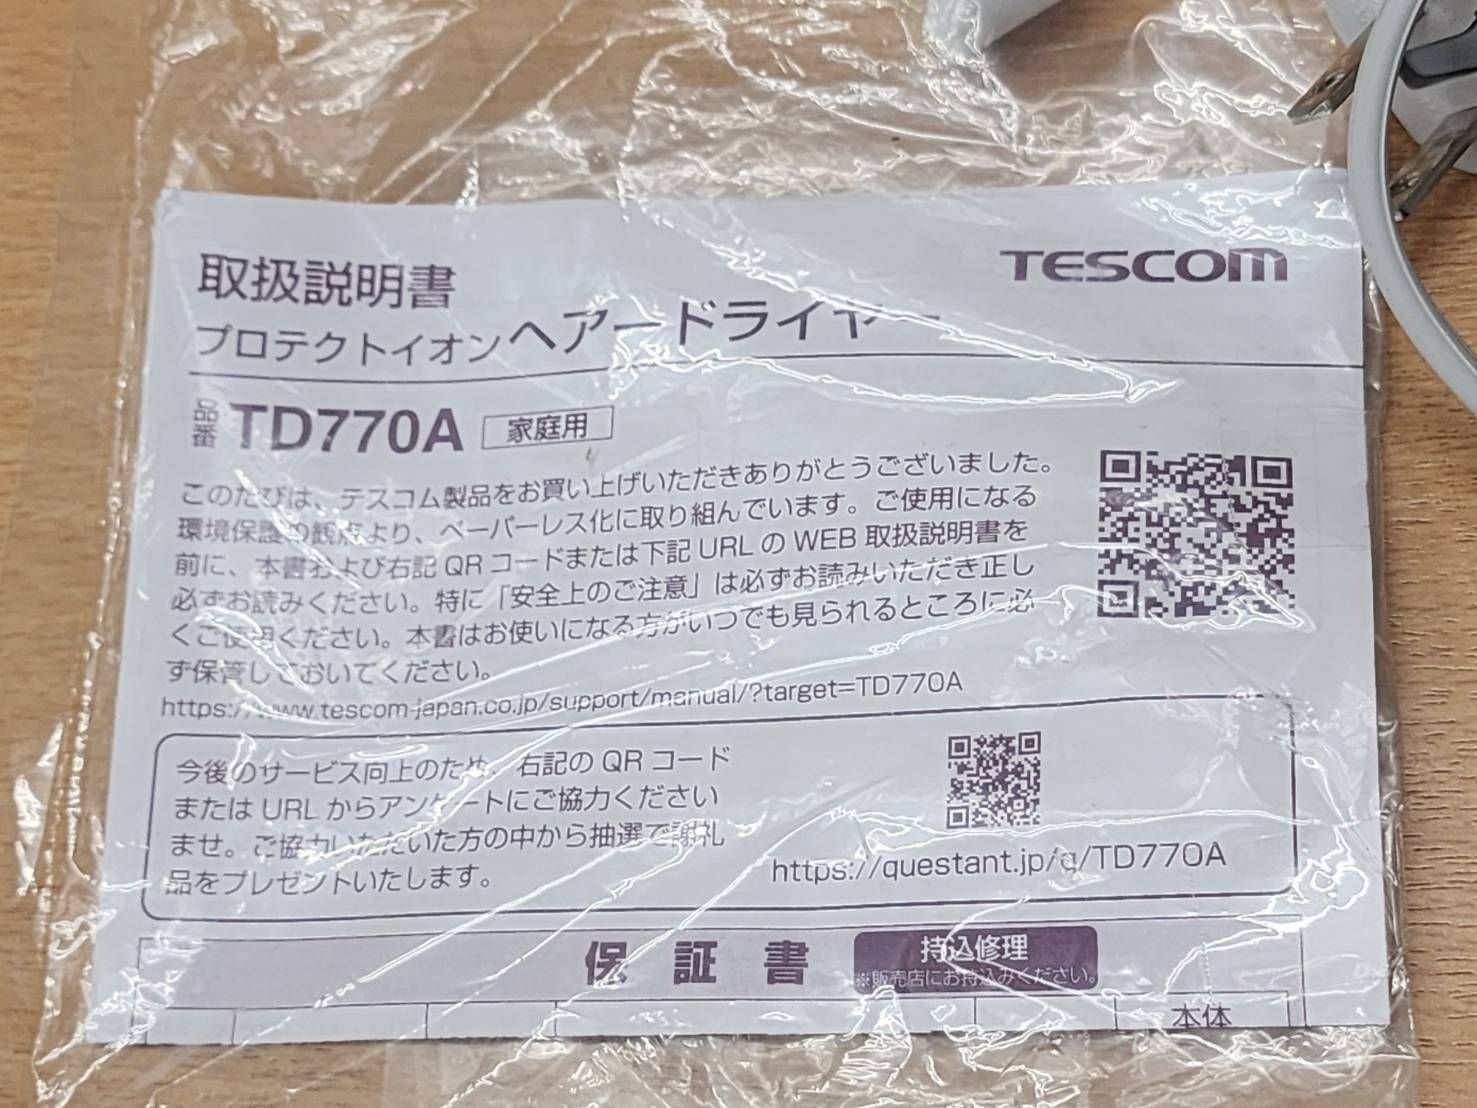 取扱説明書
TESCOM
プロテクトイオンヘアードライヤー
品番 TD770A 家庭用
このたびは、テスコム製品をお買い上げいただきありがとうございました。
環境保護の観点より、ペーパーレス化に取り組んでいます。ご使用になる
前に、本書および右記QRコードまたは下記URLのWEB取扱説明書を
必ずお読みください。特に「安全上のご注意」は必ずお読みいただき正し
くご使用ください。本書はお使いになる方がいつでも見られるところに必
ず保管しておいてください。
https://www.tescom-japan.co.jp/support/manual/?target=TD770A
今後のサービス向上のため、右記のQRコード
またはURLからアンケートにご協力ください
ませ。ご協力いただいた方の中から抽選で謝礼
品をプレゼントいたします。
https://questant.jp/q/TD770A
保証書
持込修理
※販売店にお持込みください。
本体